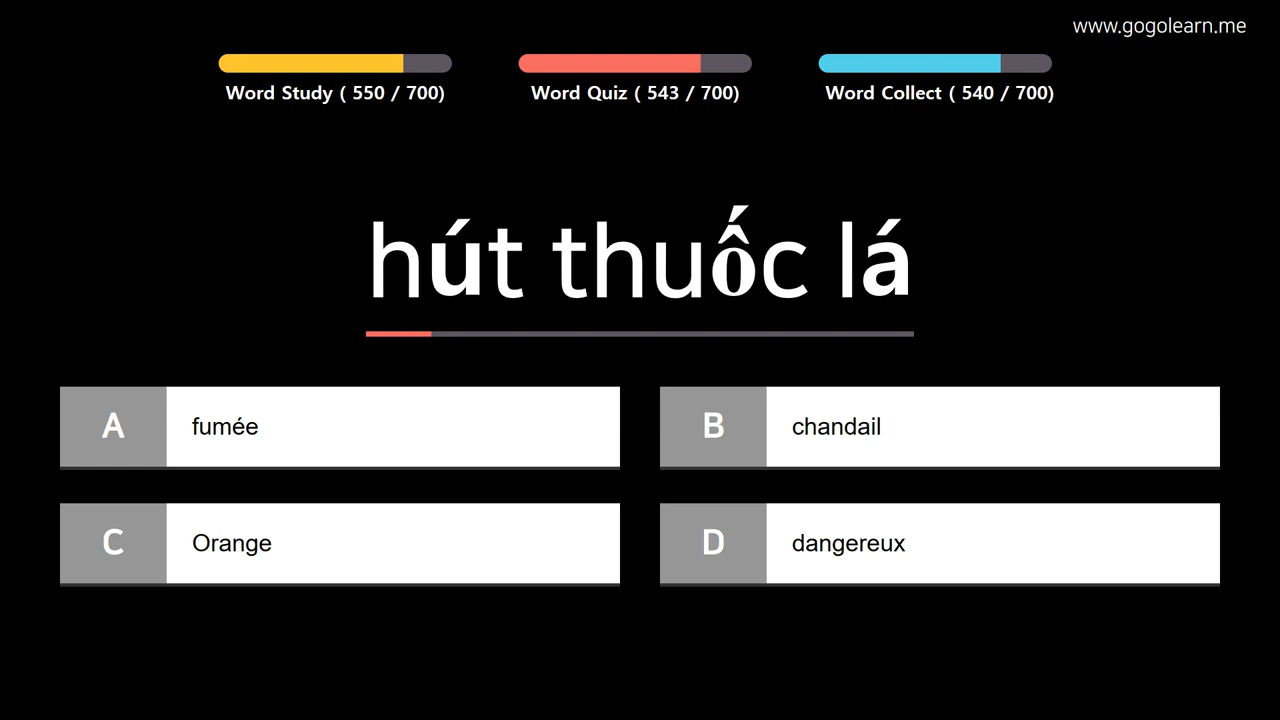 www.gogolearn.me
Word Study ( 550 / 700)
Word Quiz ( 543 / 700)
Word Collect ( 540 / 700)
hút thuốc lá
A fumée
B chandail
C Orange
D dangereux